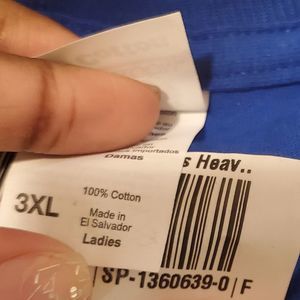 Importados
Damas
s Heav..
3XL
100% Cotton
Made in
El Salvador
Ladies
SP-1360639-0|F